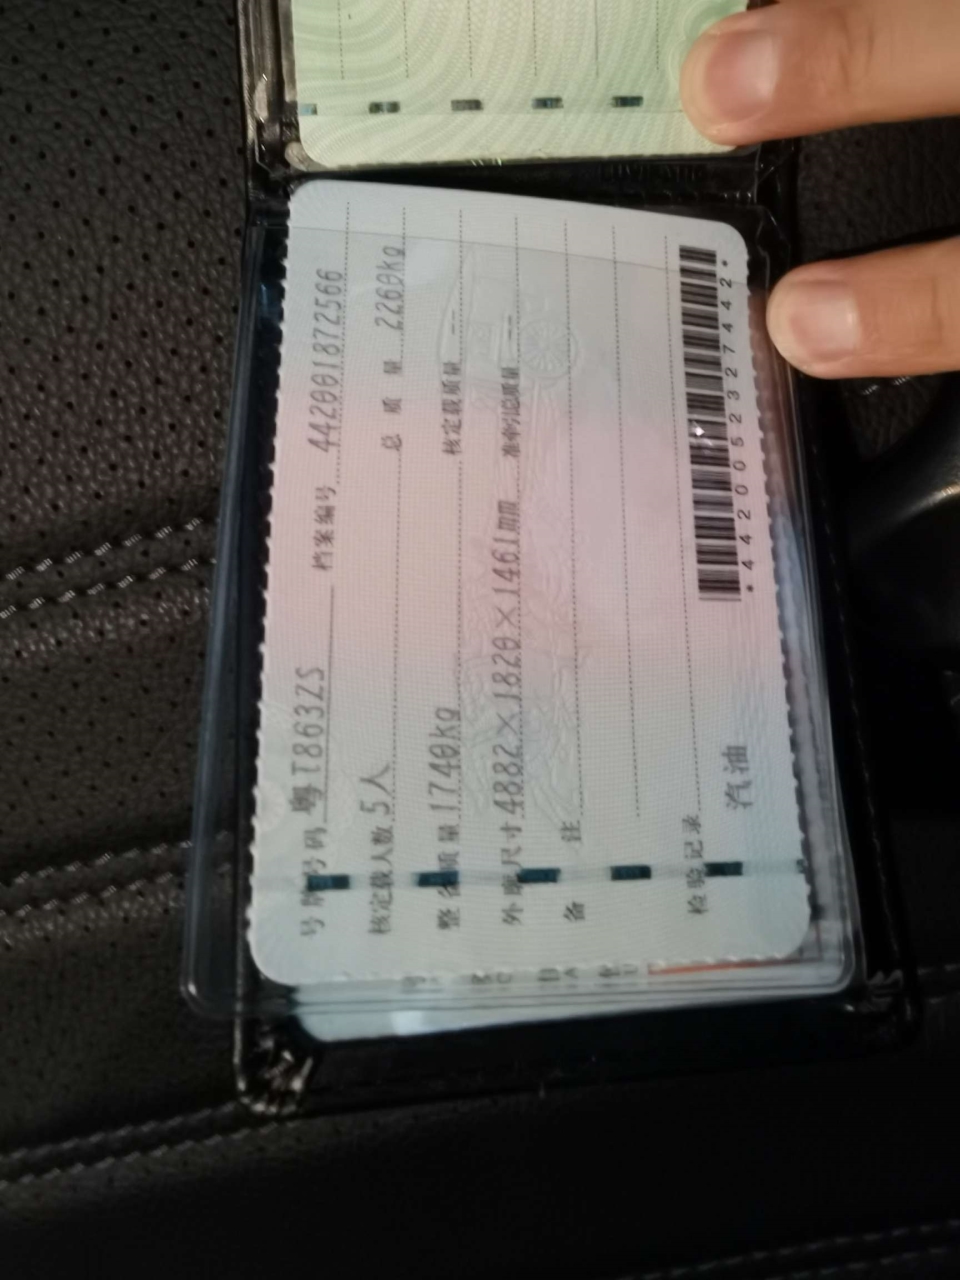 号牌号码 粤T863ZS 档案编号 442001872566
核定载人数 5人 总质量 2260kg
整备质量 1740kg 核定载质量 --
外廓尺寸 4882×1820×1461mm 准牵引总质量 --
备注
检验记录
汽油 *4420052327442*